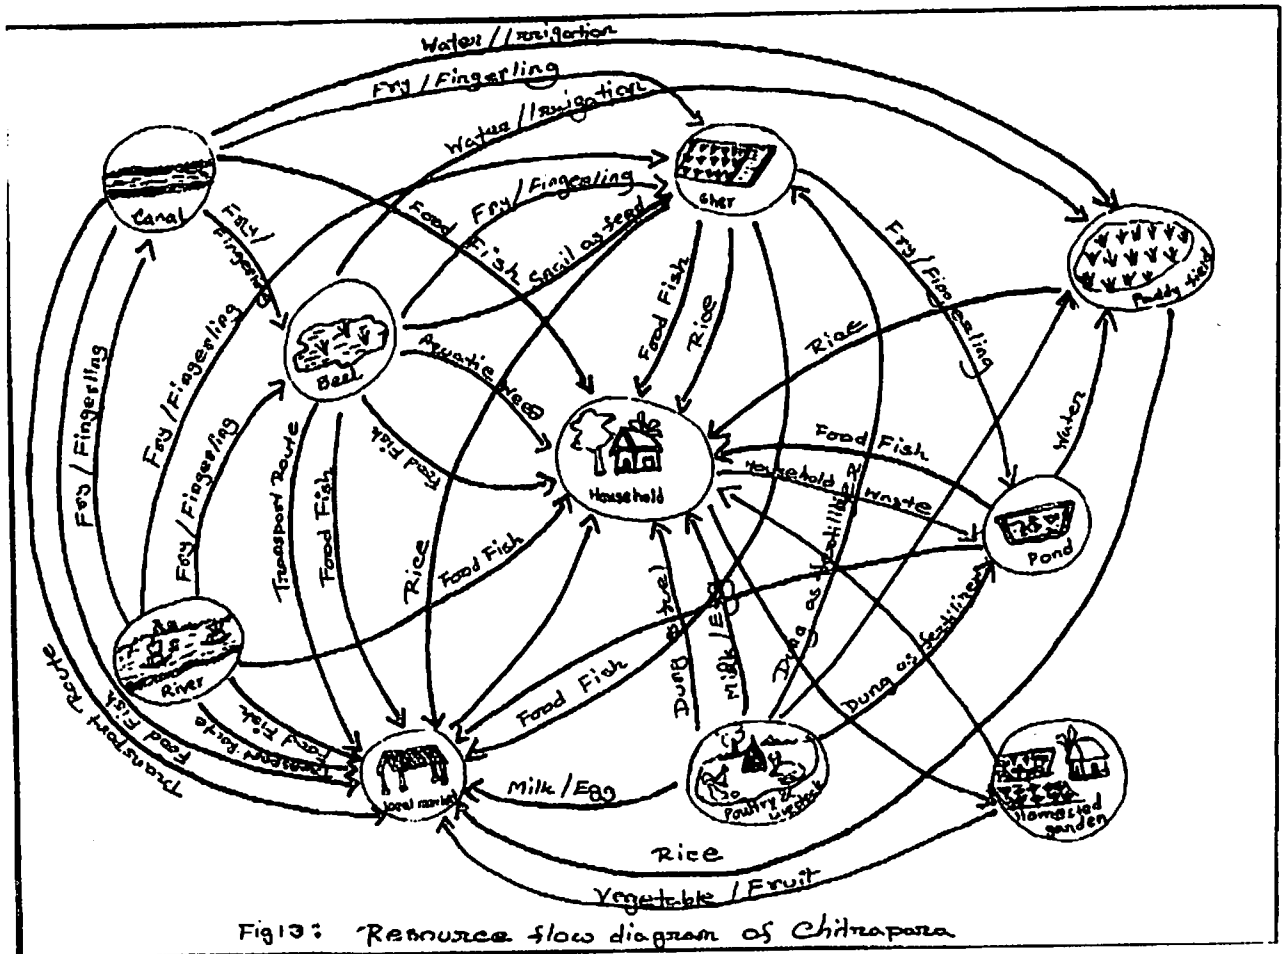 Water/Irrigation
Fry/Fingerling
Water/Irrigation
Canal
Fry/
Fingerling
Food Fish
Fry/Fingerling
Snail as feed
Gher
Fry/Fingerling
Paddy field
Beel
Aquatic weed
Food Fish
Food Fish
Rice
Rice
Fry/Fingerling
Fry/Fingerling
Fry/Fingerling
Transport Route
Food Fish
Rice
Household
Food Fish
Household waste
Water
Pond
Food Fish
River
Transport Route
Food Fish
Food Fish
Transport Route
Dung as fuel
Milk/Egg
Dung as fertilizer
Dung as fertilizer
Food Fish
local market
Milk/Egg
Poultry &
Livestock
Homested
garden
Rice
Vegetable/Fruit
Fig 13: Resource flow diagram of Chitrapara